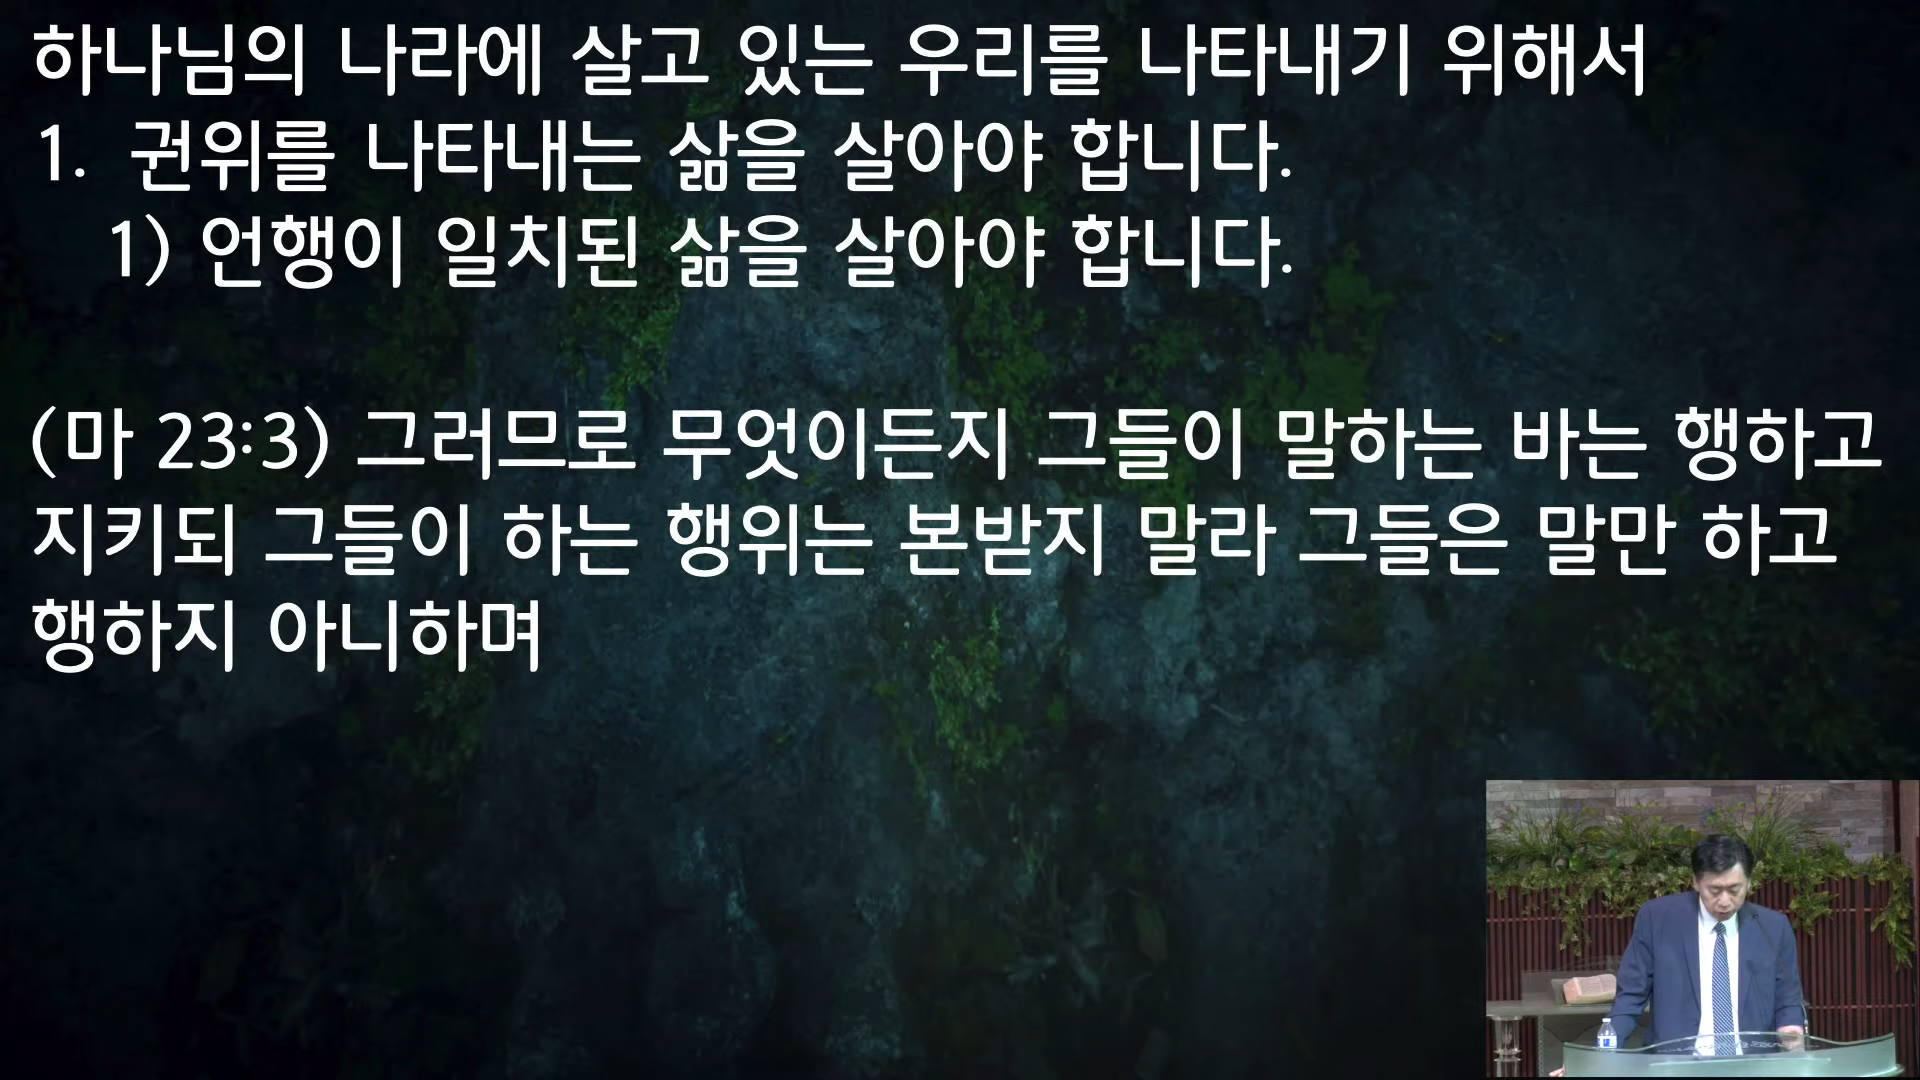 하나님의 나라에 살고 있는 우리를 나타내기 위해서
1. 권위를 나타내는 삶을 살아야 합니다.
1) 언행이 일치된 삶을 살아야 합니다.
(마 23:3) 그러므로 무엇이든지 그들이 말하는 바는 행하고
지키되 그들이 하는 행위는 본받지 말라 그들은 말만 하고
행하지 아니하며